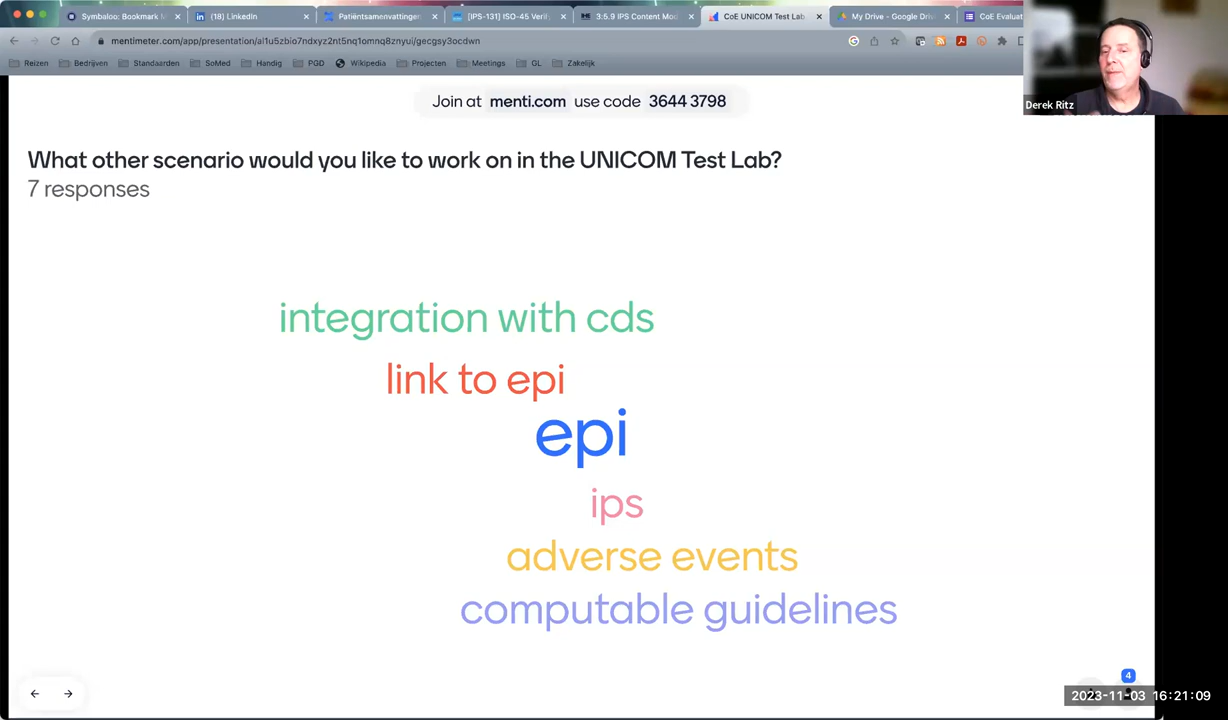 Symbaloo: Bookmark M
(18) LinkedIn
Patiëntsamenvattingen
[IPS-131] ISO-45 Verif
3:5.9 IPS Content Mod
CoE UNICOM Test Lab
My Drive - Google Driv
CoE Evaluat
mentimeter.com/app/presentation/al1u5zbio7ndxyz2nt5nq1omnq8znyui/gecgsy3ocdwn
Reizen
Bedrijven
Standaarden
SoMed
Handig
PGD
Wikipedia
Projecten
Meetings
GL
Zakelijk
Derek Ritz
Join at menti.com use code 3644 3798
What other scenario would you like to work on in the UNICOM Test Lab?
7 responses
integration with cds
link to epi
epi
ips
adverse events
computable guidelines
4
2023-11-03 16:21:09